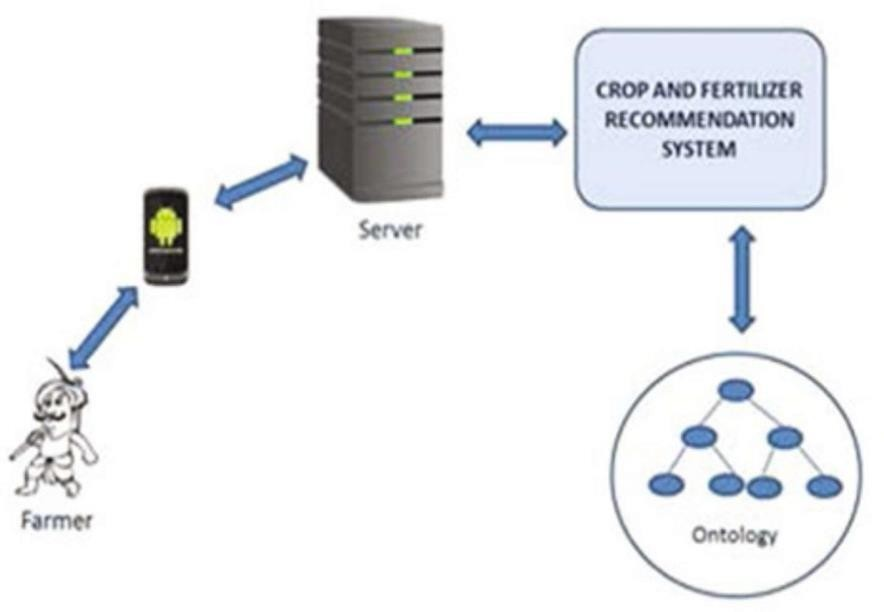 CROP AND FERTILIZER
RECOMMENDATION
SYSTEM
Server
Farmer
Ontology